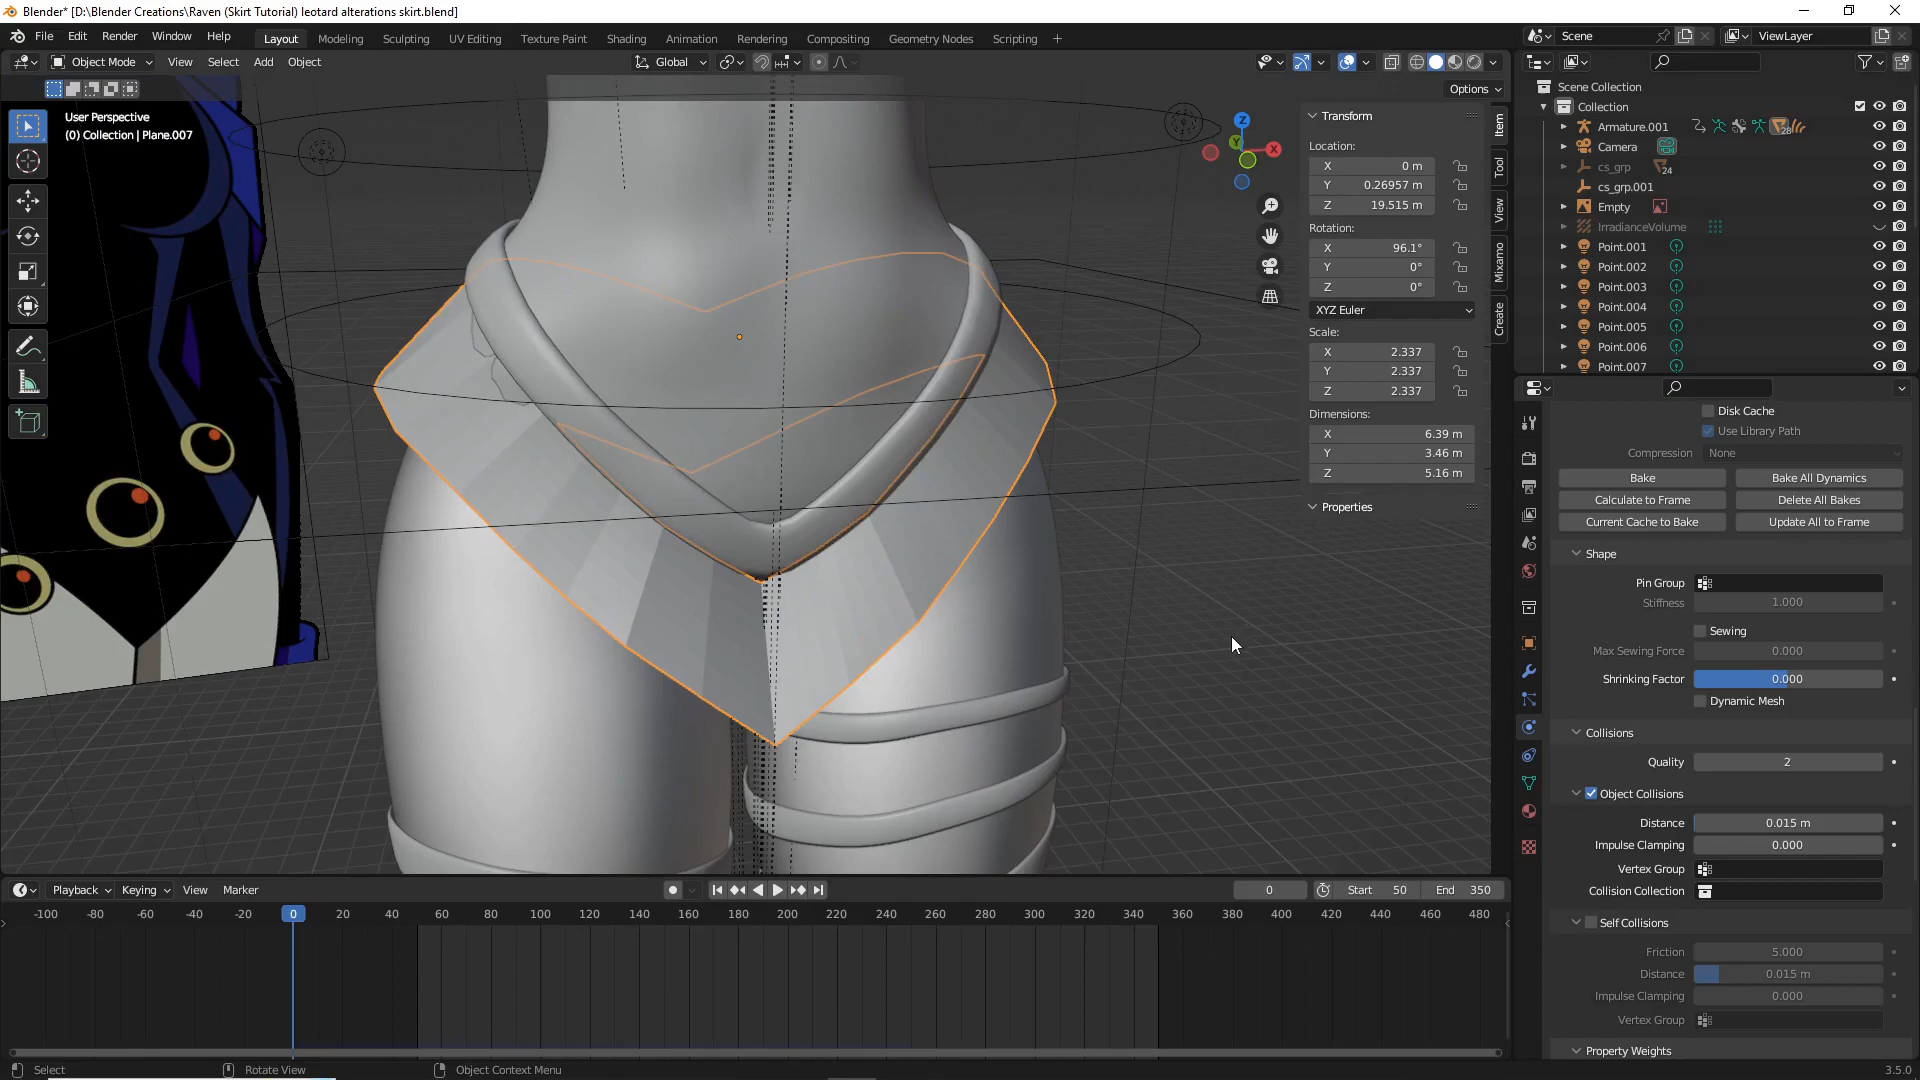 Blender* [D:\Blender Creations\Raven (Skirt Tutorial) leotard alterations skirt.blend]
File Edit Render Window Help Layout Modeling Sculpting UV Editing Texture Paint Shading Animation Rendering Compositing Geometry Nodes Scripting + Scene ViewLayer
Object Mode View Select Add Object Global
Options
User Perspective
(0) Collection | Plane.007
Z
Y
X
Transform
Location:
X 0 m
Y 0.26957 m
Z 19.515 m
Rotation:
X 96.1°
Y 0°
Z 0°
XYZ Euler
Scale:
X 2.337
Y 2.337
Z 2.337
Dimensions:
X 6.39 m
Y 3.46 m
Z 5.16 m
Properties
Item
Tool
View
Mixamo
Create
Scene Collection
Collection
Armature.001 28
Camera
cs_grp 24
cs_grp.001
Empty
IrradianceVolume
Point.001
Point.002
Point.003
Point.004
Point.005
Point.006
Point.007
Disk Cache
Use Library Path
Compression None
Bake Bake All Dynamics
Calculate to Frame Delete All Bakes
Current Cache to Bake Update All to Frame
Shape
Pin Group
Stiffness 1.000
Sewing
Max Sewing Force 0.000
Shrinking Factor 0.000
Dynamic Mesh
Collisions
Quality 2
Object Collisions
Distance 0.015 m
Impulse Clamping 0.000
Vertex Group
Collision Collection
Self Collisions
Friction 5.000
Distance 0.015 m
Impulse Clamping 0.000
Vertex Group
Property Weights
Playback Keying View Marker 0 Start 50 End 350
-100 -80 -60 -40 -20 0 20 40 60 80 100 120 140 160 180 200 220 240 260 280 300 320 340 360 380 400 420 440 460 480
Select Rotate View Object Context Menu 3.5.0